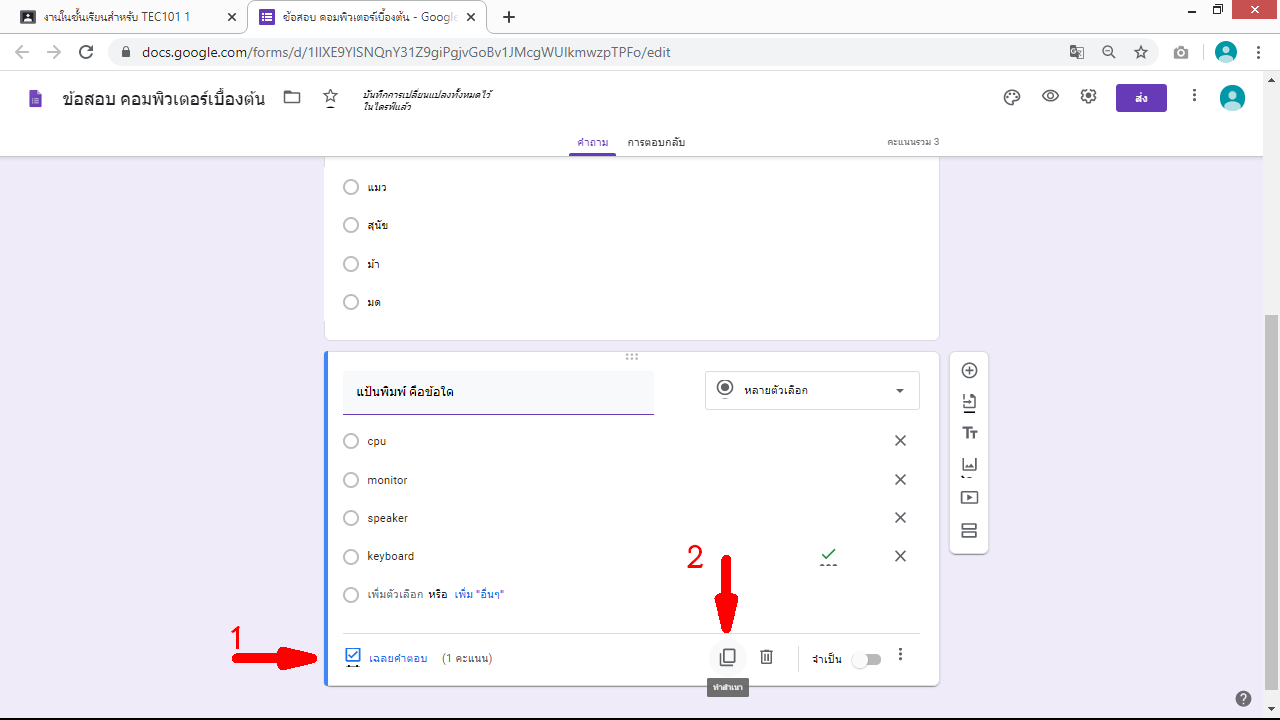 งานในชั้นเรียนสำหรับ TEC101 1
ข้อสอบ คอมพิวเตอร์เบื้องต้น - Google
docs.google.com/forms/d/1IIXE9YISNQnY31Z9giPgjvGoBv1JMcgWUIkmwzpTPFo/edit
ข้อสอบ คอมพิวเตอร์เบื้องต้น
บันทึกการเปลี่ยนแปลงทั้งหมดไว้
ในไดรฟ์แล้ว
ส่ง
คำถาม
การตอบกลับ
คะแนนรวม 3
แมว
สุนัข
ม้า
มด
แป้นพิมพ์ คือข้อใด
หลายตัวเลือก
cpu
monitor
speaker
keyboard
2
เพิ่มตัวเลือก หรือ เพิ่ม "อื่นๆ"
1
เฉลยคำตอบ (1 คะแนน)
จำเป็น
ทำสำเนา